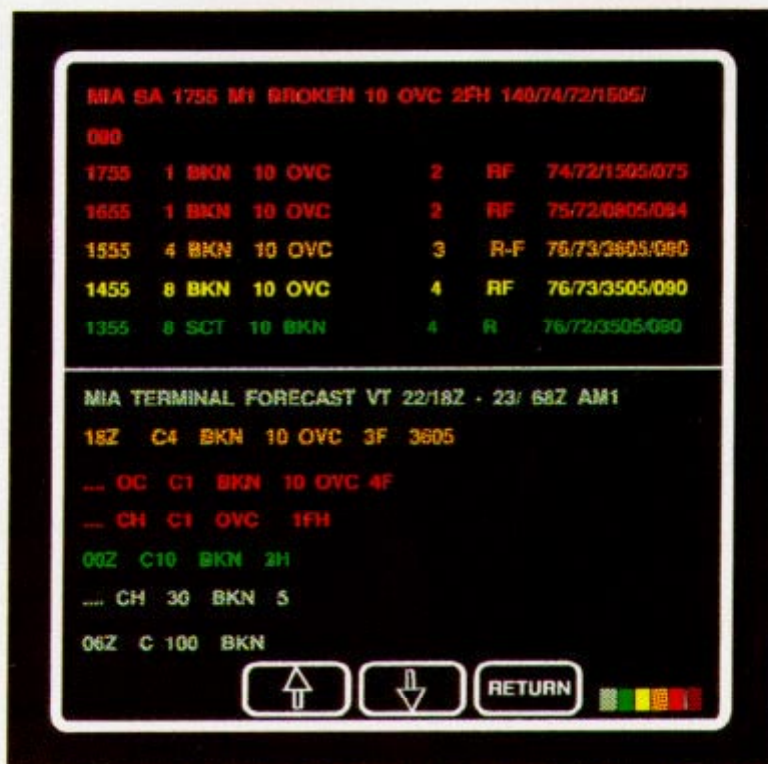 MIA SA 1755 M1 BROKEN 10 OVC 2FH 140/74/72/1505/
080
1755 1 BKN 10 OVC 2 RF 74/72/1505/075
1655 1 BKN 10 OVC 2 RF 75/72/0805/084
1555 4 BKN 10 OVC 3 R-F 76/73/3605/090
1455 8 BKN 10 OVC 4 RF 76/73/3505/090
1355 8 SCT 10 BKN 4 R 76/72/3505/090
MIA TERMINAL FORECAST VT 22/18Z - 23/ 68Z AM1
18Z C4 BKN 10 OVC 3F 3605
.... OC C1 BKN 10 OVC 4F
.... CH C1 OVC 1FH
00Z C10 BKN 3H
.... CH 30 BKN 5
06Z C 100 BKN
RETURN